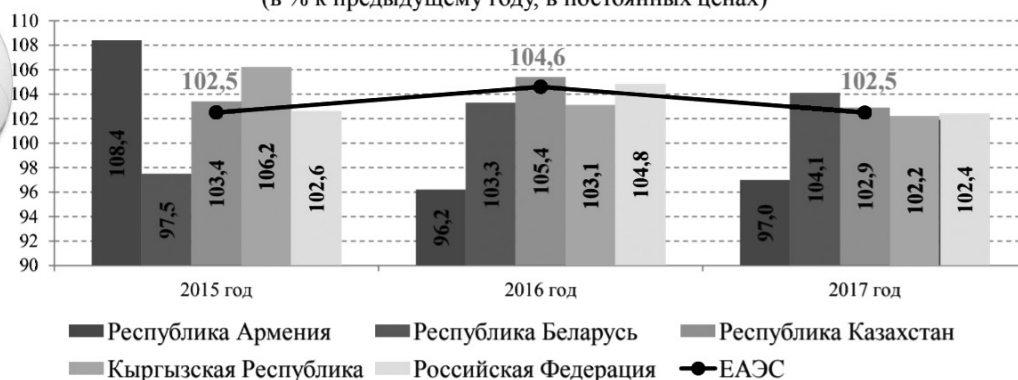 (в % к предыдущему году, в постоянных ценах)
110
108
106
104
102
100
98
96
94
92
90
102,5
104,6
102,5
108,4
97,5
103,4
106,2
102,6
96,2
103,3
105,4
103,1
104,8
97,0
104,1
102,9
102,2
102,4
2015 год
2016 год
2017 год
Республика Армения
Республика Беларусь
Республика Казахстан
Кыргызская Республика
Российская Федерация
ЕАЭС